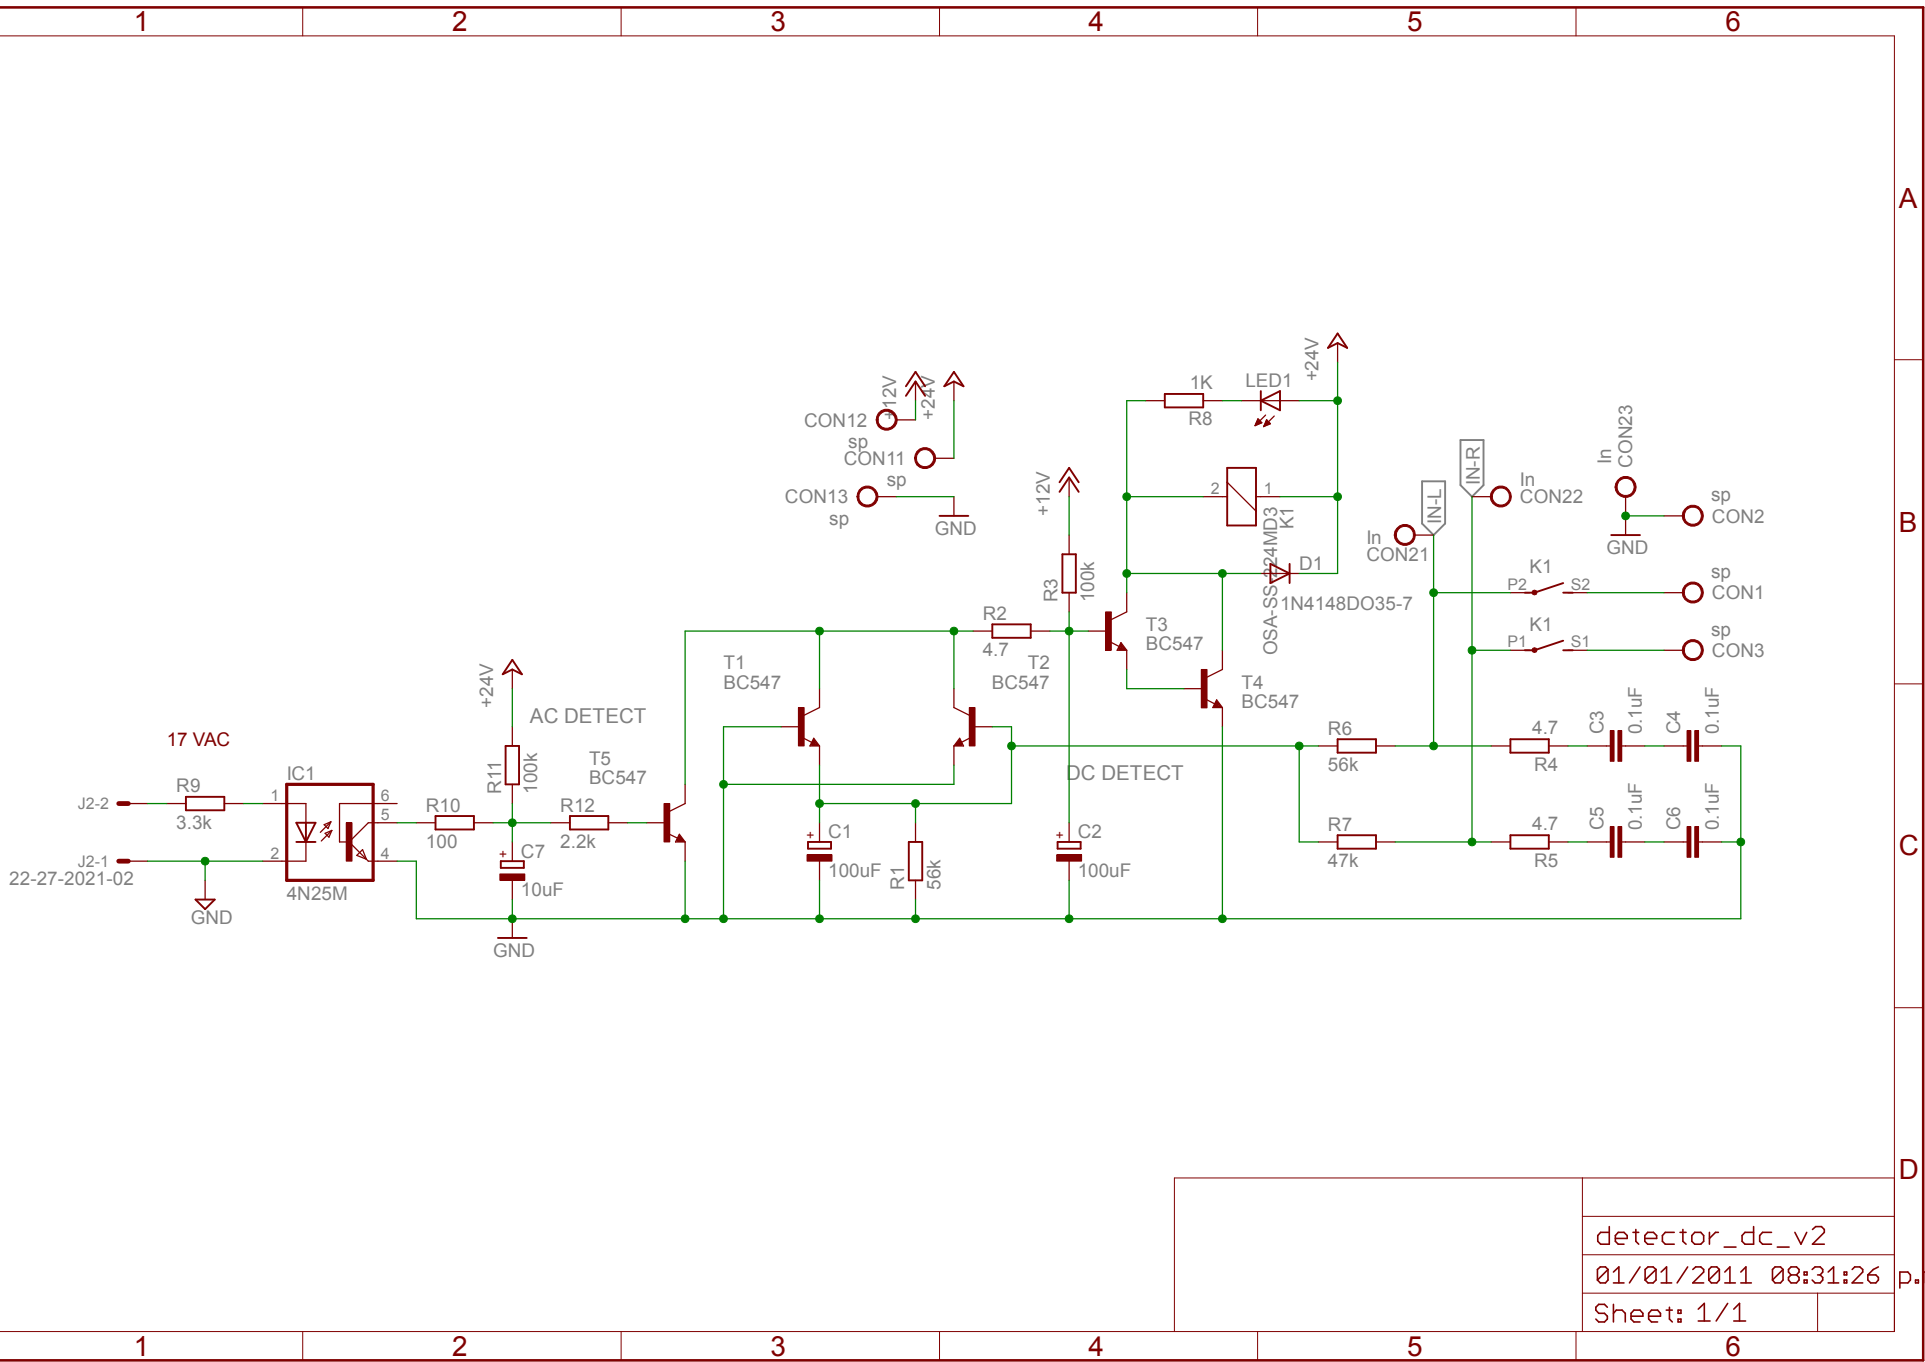 1 2 3 4 5 6
A
B
C
D
+12V
+24V
CON12
sp
CON11
sp
CON13
sp
GND
1K
R8
LED1
+24V
2
1
K1
OSA-SS-224MD3
D1
1N4148DO35-7
+12V
R3
100k
R2
4.7
T3
BC547
T4
BC547
T1
BC547
T2
BC547
IN-L
IN-R
In
CON21
In
CON22
In
CON23
GND
sp
CON2
K1
P2
S2
sp
CON1
K1
P1
S1
sp
CON3
17 VAC
R9
3.3k
J2-2
J2-1
22-27-2021-02
GND
IC1
1
2
6
5
4
4N25M
R10
100
+24V
R11
100k
AC DETECT
R12
2.2k
T5
BC547
C7
+
10uF
GND
C1
+
100uF
R1
56k
C2
+
100uF
DC DETECT
R6
56k
R7
47k
4.7
R4
4.7
R5
C3
0.1uF
C4
0.1uF
C5
0.1uF
C6
0.1uF
detector_dc_v2
01/01/2011 08:31:26 p.
Sheet: 1/1
1 2 3 4 5 6